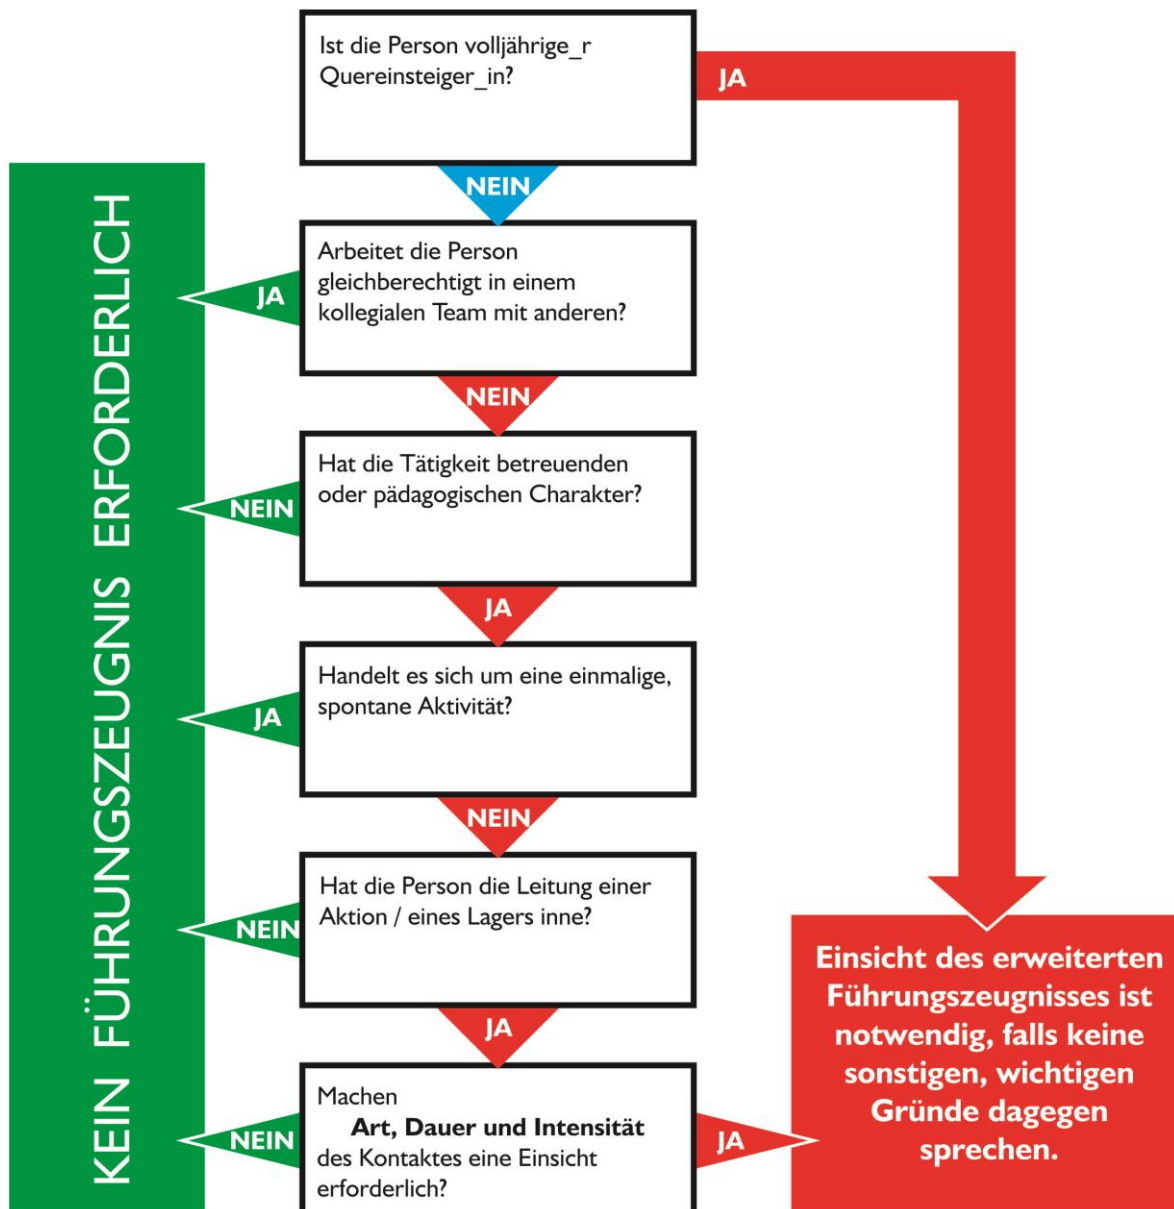 Ist die Person volljährige_r
Quereinsteiger_in?
JA
NEIN
KEIN FÜHRUNGSZEUGNIS ERFORDERLICH
Arbeitet die Person
gleichberechtigt in einem
kollegialen Team mit anderen?
JA
NEIN
Hat die Tätigkeit betreuenden
oder pädagogischen Charakter?
NEIN
JA
Handelt es sich um eine einmalige,
spontane Aktivität?
JA
NEIN
Hat die Person die Leitung einer
Aktion / eines Lagers inne?
NEIN
JA
Machen
Art, Dauer und Intensität
des Kontaktes eine Einsicht
erforderlich?
NEIN
JA
Einsicht des erweiterten
Führungszeugnisses ist
notwendig, falls keine
sonstigen, wichtigen
Gründe dagegen
sprechen.